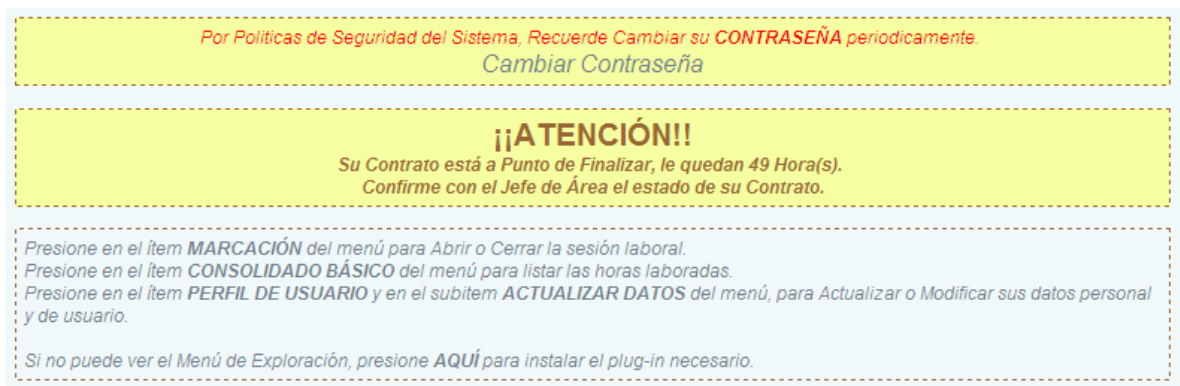 Por Politicas de Seguridad del Sistema, Recuerde Cambiar su CONTRASEÑA periodicamente.
Cambiar Contraseña
¡¡ATENCIÓN!!
Su Contrato está a Punto de Finalizar, le quedan 49 Hora(s).
Confirme con el Jefe de Área el estado de su Contrato.
Presione en el ítem MARCACIÓN del menú para Abrir o Cerrar la sesión laboral.
Presione en el ítem CONSOLIDADO BÁSICO del menú para listar las horas laboradas.
Presione en el ítem PERFIL DE USUARIO y en el subitem ACTUALIZAR DATOS del menú, para Actualizar o Modificar sus datos personal
y de usuario.
Si no puede ver el Menú de Exploración, presione AQUÍ para instalar el plug-in necesario.